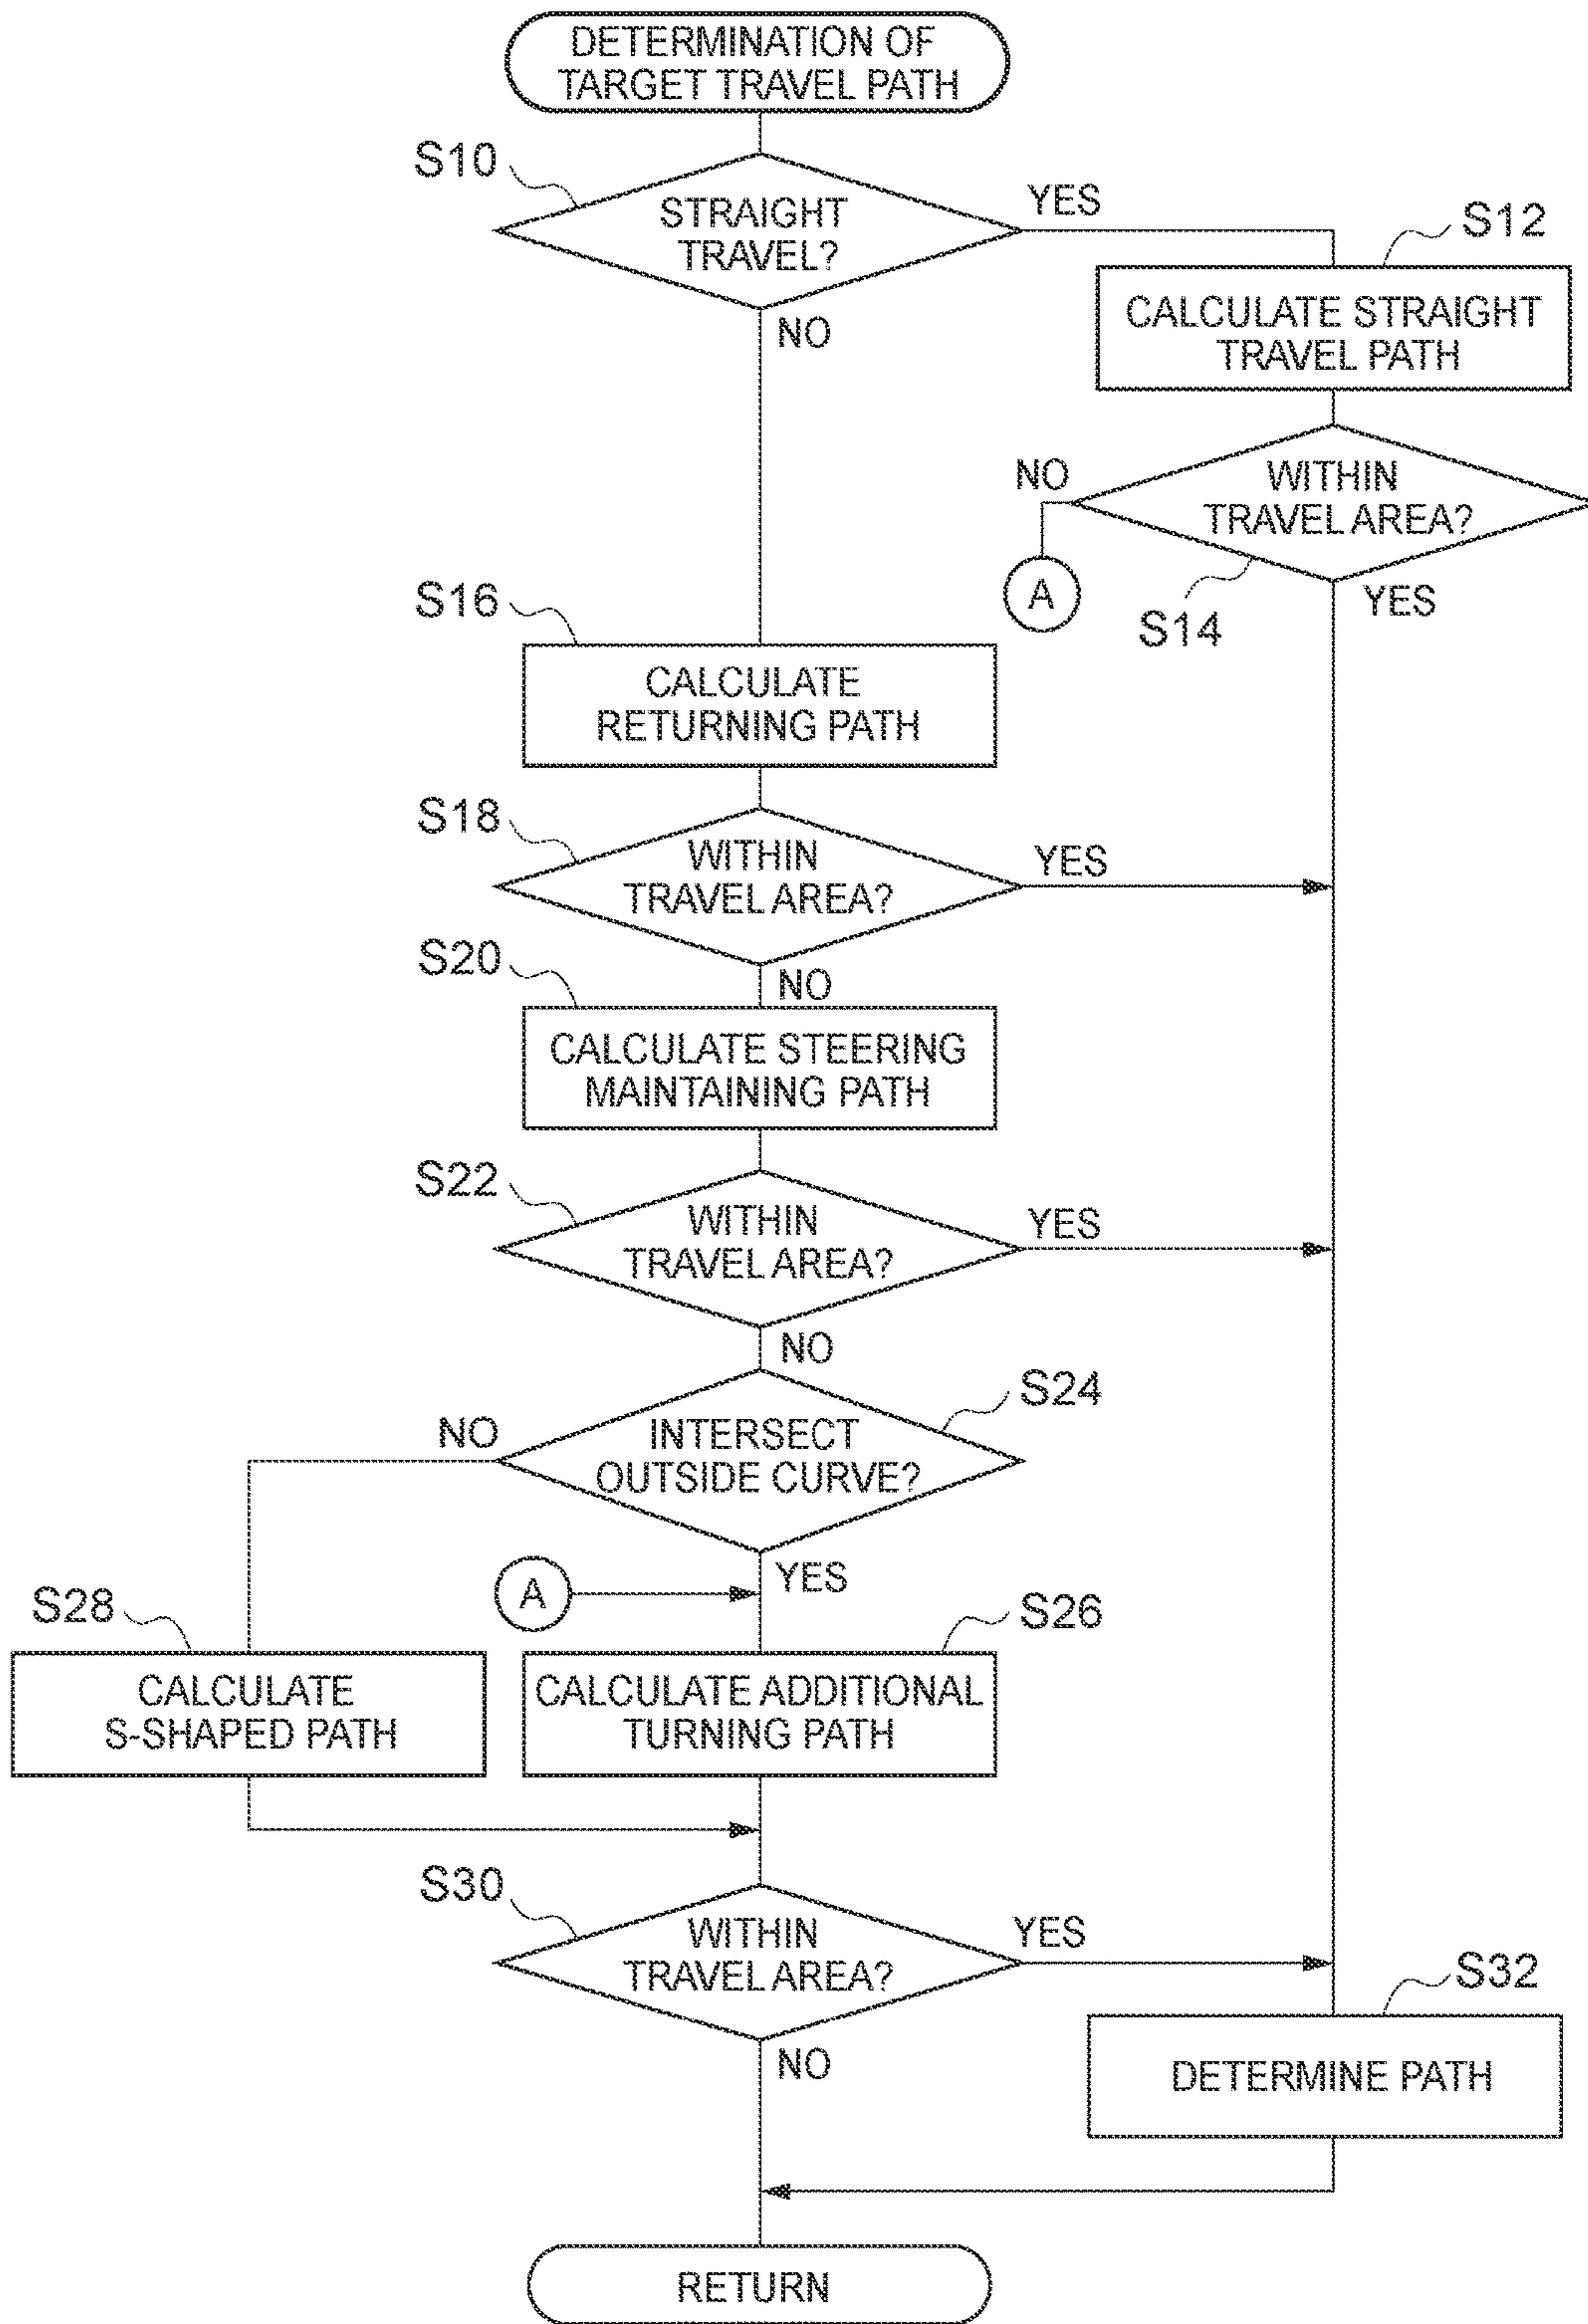 DETERMINATION OF
TARGET TRAVEL PATH
S10
STRAIGHT
TRAVEL?
YES
NO
S12
CALCULATE STRAIGHT
TRAVEL PATH
WITHIN
TRAVEL AREA?
NO
A
S14
YES
S16
CALCULATE
RETURNING PATH
S18
WITHIN
TRAVEL AREA?
YES
NO
S20
CALCULATE STEERING
MAINTAINING PATH
S22
WITHIN
TRAVEL AREA?
YES
NO
S24
INTERSECT
OUTSIDE CURVE?
NO
YES
A
S28
CALCULATE
S-SHAPED PATH
S26
CALCULATE ADDITIONAL
TURNING PATH
S30
WITHIN
TRAVEL AREA?
YES
NO
S32
DETERMINE PATH
RETURN